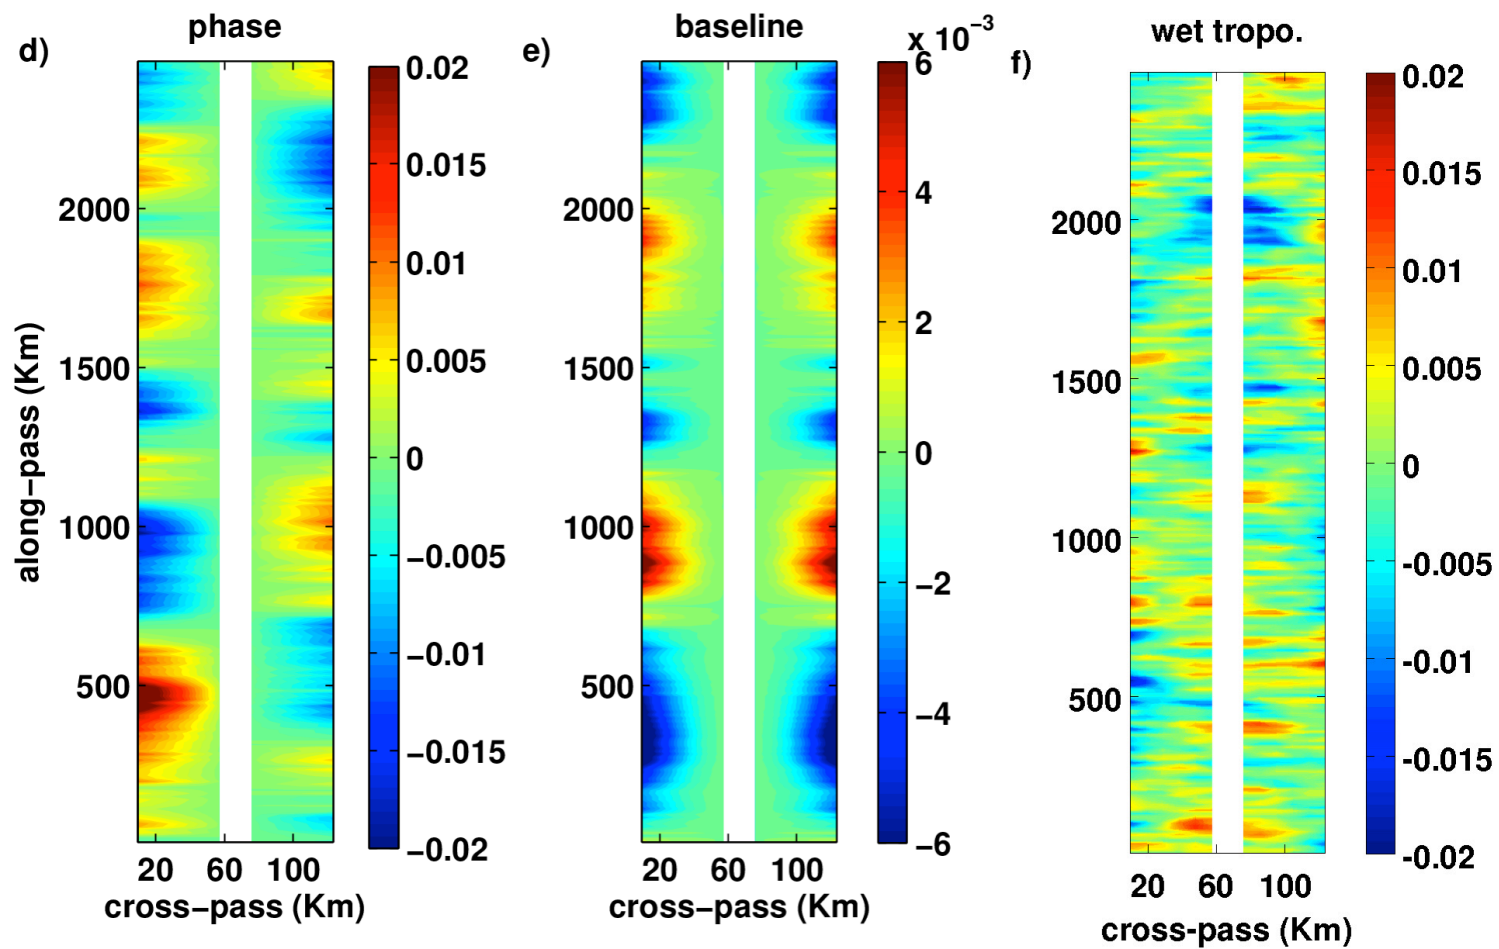 d)
phase
0.02
0.015
0.01
0.005
0
−0.005
−0.01
−0.015
−0.02
2000
1500
1000
500
along−pass (Km)
20 60 100
cross−pass (Km)
e)
baseline
x 10−3
6
4
2
0
−2
−4
−6
2000
1500
1000
500
20 60 100
cross−pass (Km)
f)
wet tropo.
0.02
0.015
0.01
0.005
0
-0.005
-0.01
-0.015
-0.02
2000
1500
1000
500
20 60 100
cross-pass (Km)